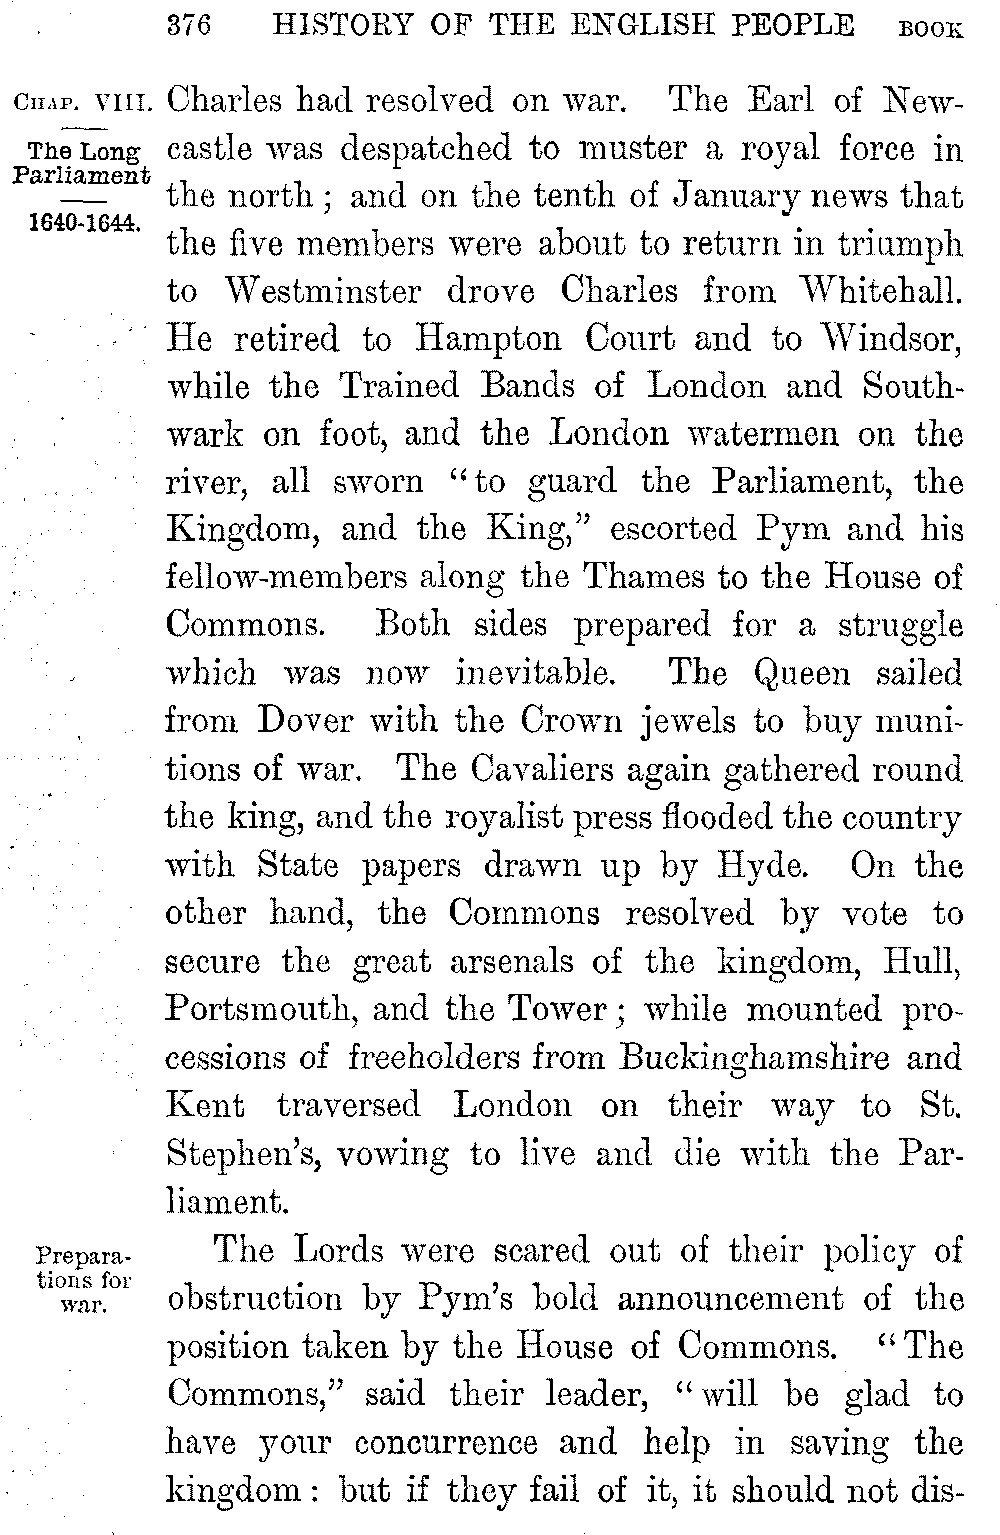 376 HISTORY OF THE ENGLISH PEOPLE BOOK
CHAP. VIII.
The Long
Parliament
1640-1644.
Charles had resolved on war. The Earl of New-
castle was despatched to muster a royal force in
the north; and on the tenth of January news that
the five members were about to return in triumph
to Westminster drove Charles from Whitehall.
He retired to Hampton Court and to Windsor,
while the Trained Bands of London and South-
wark on foot, and the London watermen on the
river, all sworn "to guard the Parliament, the
Kingdom, and the King," escorted Pym and his
fellow-members along the Thames to the House of
Commons. Both sides prepared for a struggle
which was now inevitable. The Queen sailed
from Dover with the Crown jewels to buy muni-
tions of war. The Cavaliers again gathered round
the king, and the royalist press flooded the country
with State papers drawn up by Hyde. On the
other hand, the Commons resolved by vote to
secure the great arsenals of the kingdom, Hull,
Portsmouth, and the Tower; while mounted pro-
cessions of freeholders from Buckinghamshire and
Kent traversed London on their way to St.
Stephen's, vowing to live and die with the Par-
liament.
Prepara-
tions for
war.
The Lords were scared out of their policy of
obstruction by Pym's bold announcement of the
position taken by the House of Commons. "The
Commons," said their leader, "will be glad to
have your concurrence and help in saving the
kingdom: but if they fail of it, it should not dis-